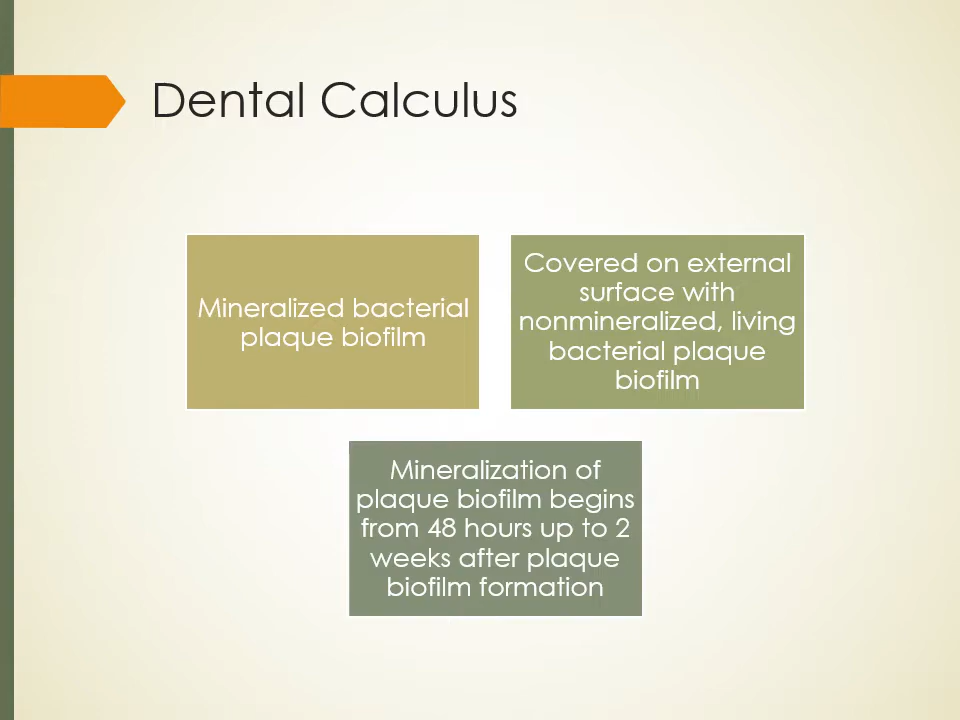 Dental Calculus
Mineralized bacterial
plaque biofilm
Covered on external
surface with
nonmineralized, living
bacterial plaque
biofilm
Mineralization of
plaque biofilm begins
from 48 hours up to 2
weeks after plaque
biofilm formation